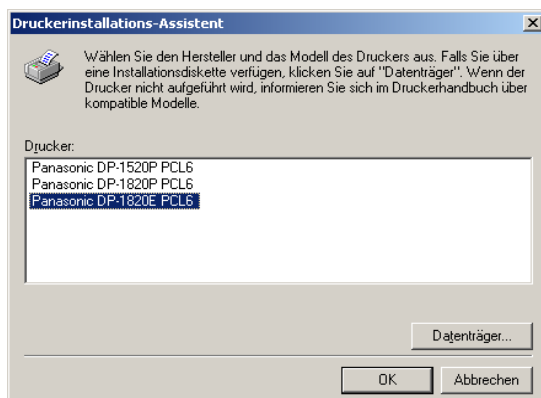 Druckerinstallations-Assistent
Wählen Sie den Hersteller und das Modell des Druckers aus. Falls Sie über
eine Installationsdiskette verfügen, klicken Sie auf "Datenträger". Wenn der
Drucker nicht aufgeführt wird, informieren Sie sich im Druckerhandbuch über
kompatible Modelle.
Drucker:
Panasonic DP-1520P PCL6
Panasonic DP-1820P PCL6
Panasonic DP-1820E PCL6
Datenträger...
OK Abbrechen